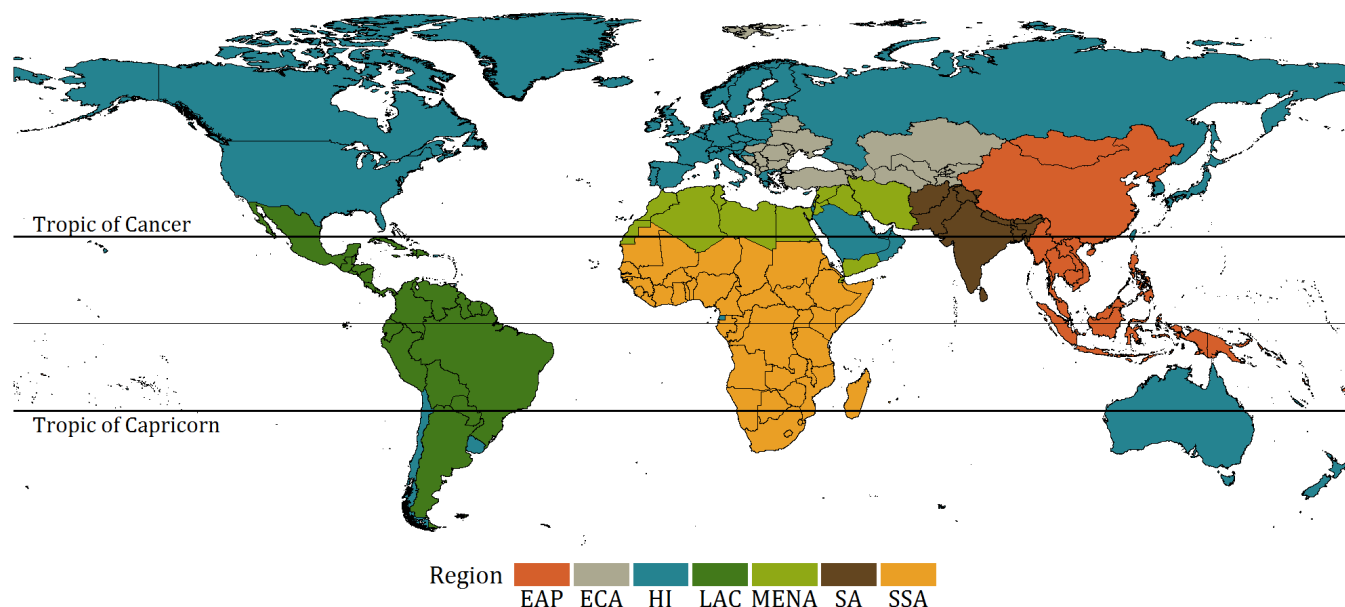 Tropic of Cancer
Tropic of Capricorn
Region
EAP ECA HI LAC MENA SA SSA